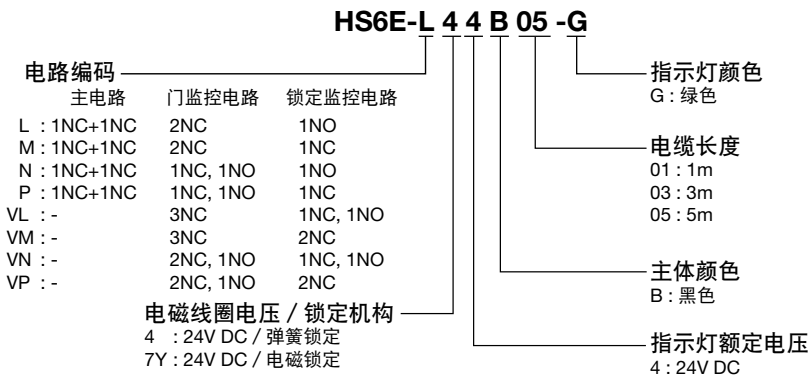 HS6E-L 4 4 B 05 -G
电路编码
主电路 门监控电路 锁定监控电路
L : 1NC+1NC 2NC 1NO
M : 1NC+1NC 2NC 1NC
N : 1NC+1NC 1NC, 1NO 1NO
P : 1NC+1NC 1NC, 1NO 1NC
VL : - 3NC 1NC, 1NO
VM : - 3NC 2NC
VN : - 2NC, 1NO 1NC, 1NO
VP : - 2NC, 1NO 2NC
电磁线圈电压 / 锁定机构
4 : 24V DC / 弹簧锁定
7Y : 24V DC / 电磁锁定
指示灯颜色
G : 绿色
电缆长度
01 : 1m
03 : 3m
05 : 5m
主体颜色
B : 黑色
指示灯额定电压
4 : 24V DC